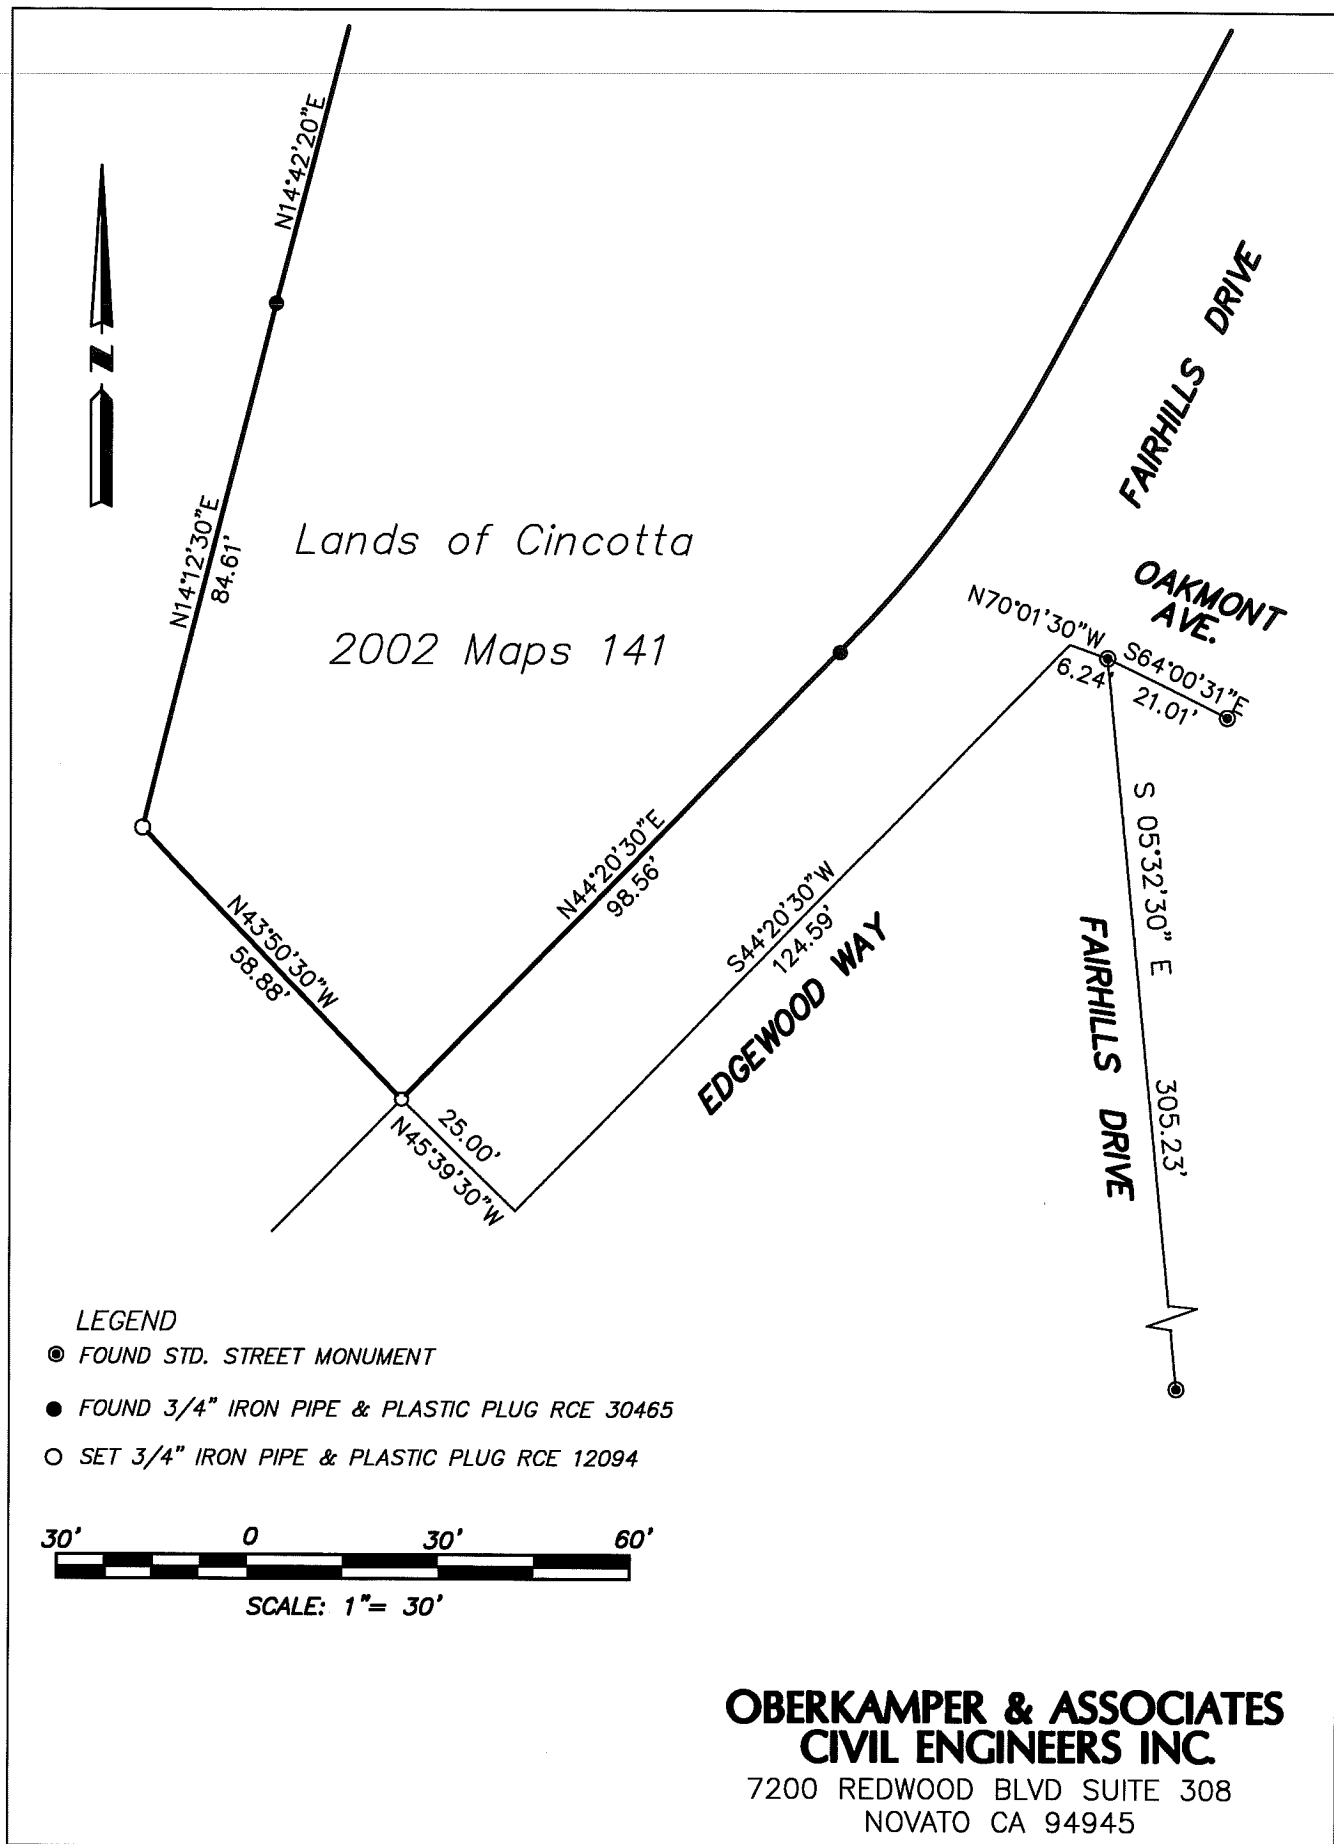 N14°42'20"E
N
FAIRHILLS DRIVE
N14°12'30"E
84.61'
Lands of Cincotta
2002 Maps 141
OAKMONT
AVE.
N70°01'30"W
6.24'
S64°00'31"E
21.01'
S 05°32'30" E 305.23'
N44°20'30"E
98.56'
S44°20'30"W
124.59'
EDGEWOOD WAY
FAIRHILLS DRIVE
N43°50'30"W
58.88'
25.00'
N45°39'30"W
LEGEND
FOUND STD. STREET MONUMENT
FOUND 3/4" IRON PIPE & PLASTIC PLUG RCE 30465
SET 3/4" IRON PIPE & PLASTIC PLUG RCE 12094
30' 0 30' 60'
SCALE: 1"= 30'
OBERKAMPER & ASSOCIATES
CIVIL ENGINEERS INC.
7200 REDWOOD BLVD SUITE 308
NOVATO CA 94945